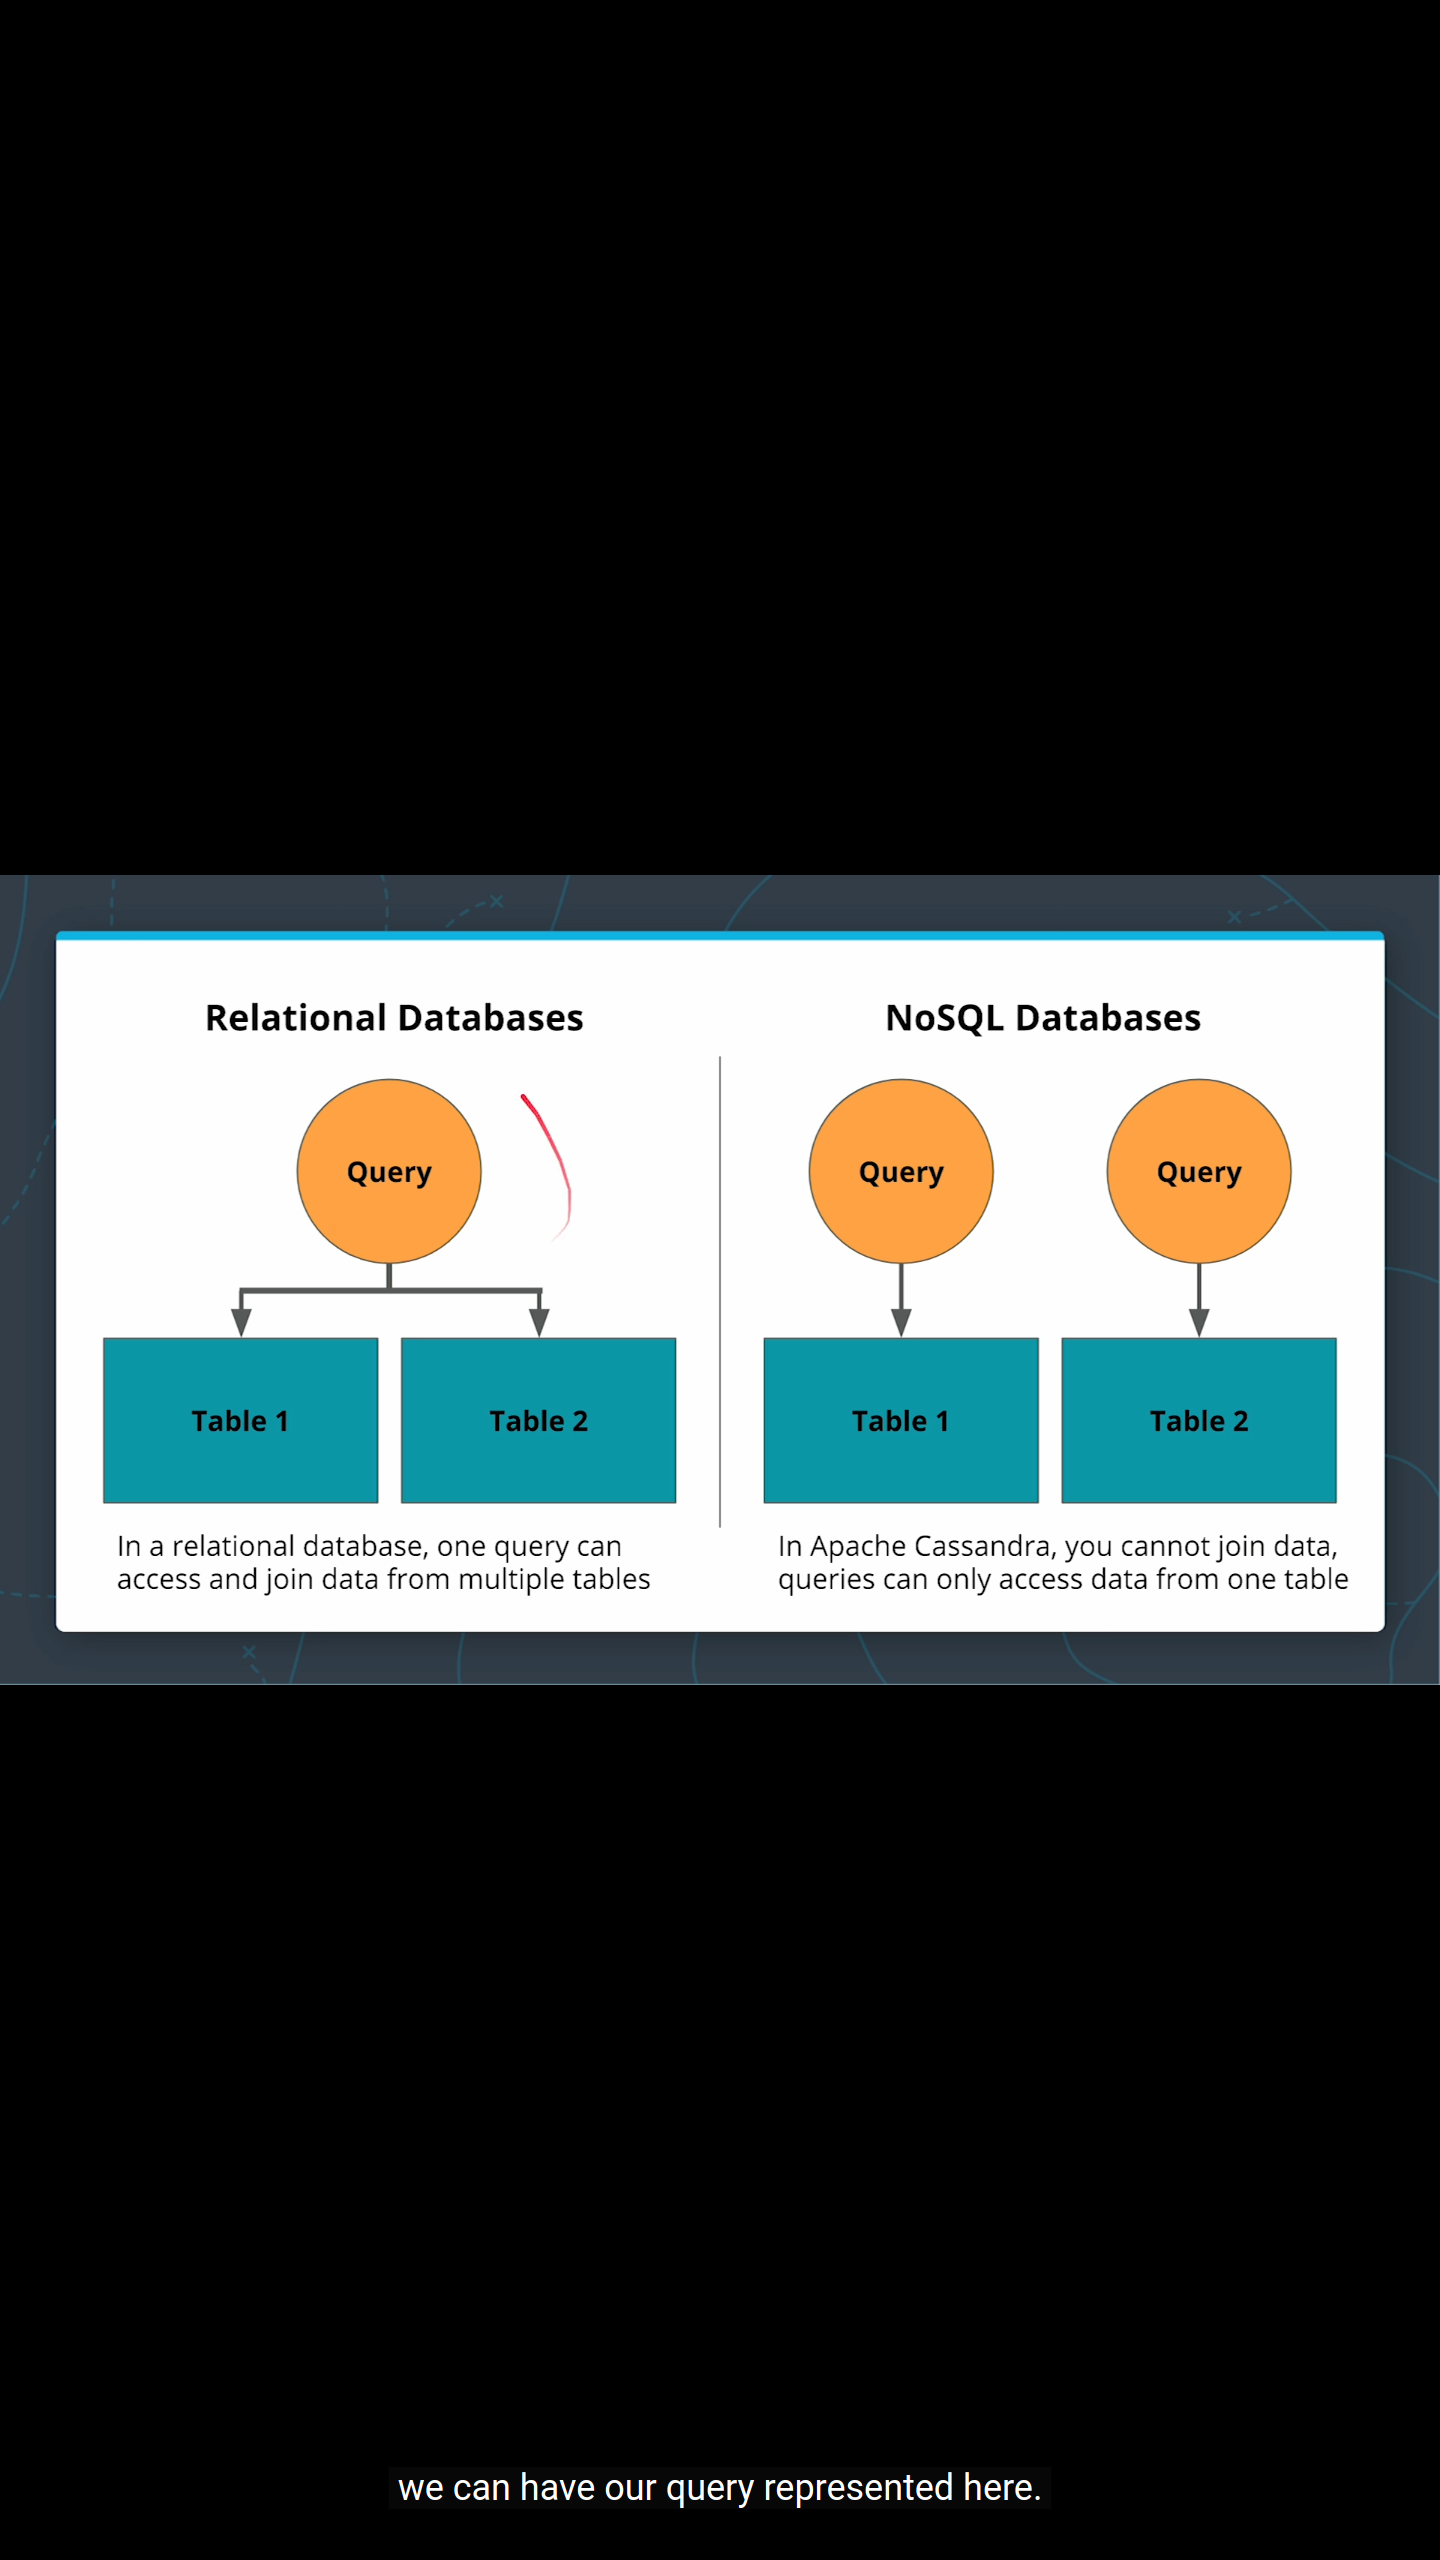 Relational Databases
Query
Table 1
Table 2
In a relational database, one query can
access and join data from multiple tables
NoSQL Databases
Query
Query
Table 1
Table 2
In Apache Cassandra, you cannot join data,
queries can only access data from one table
we can have our query represented here.